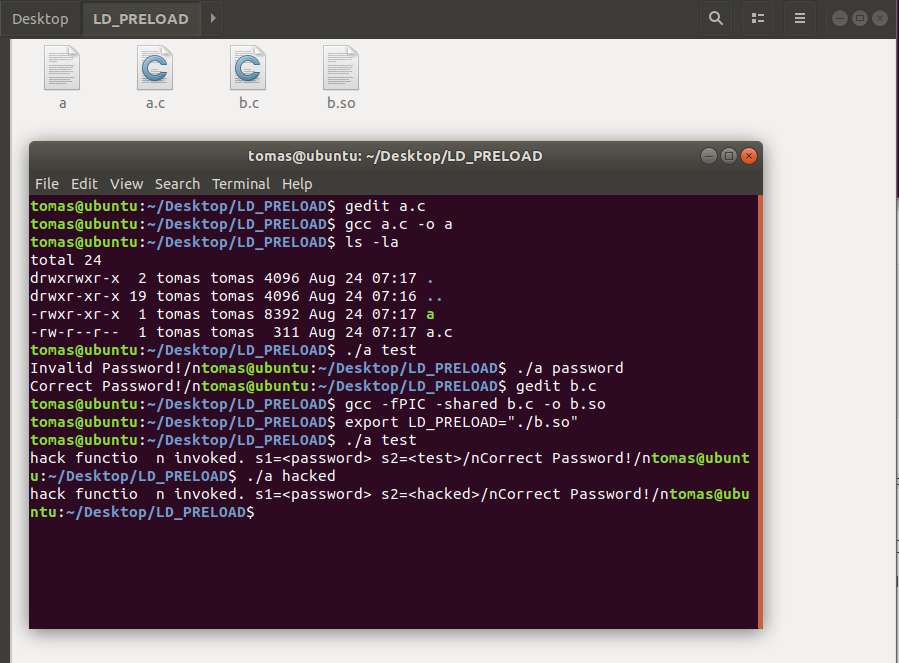 Desktop LD_PRELOAD
a a.c b.c b.so
tomas@ubuntu: ~/Desktop/LD_PRELOAD
File Edit View Search Terminal Help
tomas@ubuntu:~/Desktop/LD_PRELOAD$ gedit a.c
tomas@ubuntu:~/Desktop/LD_PRELOAD$ gcc a.c -o a
tomas@ubuntu:~/Desktop/LD_PRELOAD$ ls -la
total 24
drwxrwxr-x  2 tomas tomas 4096 Aug 24 07:17 .
drwxr-xr-x 19 tomas tomas 4096 Aug 24 07:16 ..
-rwxr-xr-x  1 tomas tomas 8392 Aug 24 07:17 a
-rw-r--r--  1 tomas tomas  311 Aug 24 07:17 a.c
tomas@ubuntu:~/Desktop/LD_PRELOAD$ ./a test
Invalid Password!/ntomas@ubuntu:~/Desktop/LD_PRELOAD$ ./a password
Correct Password!/ntomas@ubuntu:~/Desktop/LD_PRELOAD$ gedit b.c
tomas@ubuntu:~/Desktop/LD_PRELOAD$ gcc -fPIC -shared b.c -o b.so
tomas@ubuntu:~/Desktop/LD_PRELOAD$ export LD_PRELOAD="./b.so"
tomas@ubuntu:~/Desktop/LD_PRELOAD$ ./a test
hack functio  n invoked. s1=<password> s2=<test>/nCorrect Password!/ntomas@ubunt
u:~/Desktop/LD_PRELOAD$ ./a hacked
hack functio  n invoked. s1=<password> s2=<hacked>/nCorrect Password!/ntomas@ubu
ntu:~/Desktop/LD_PRELOAD$